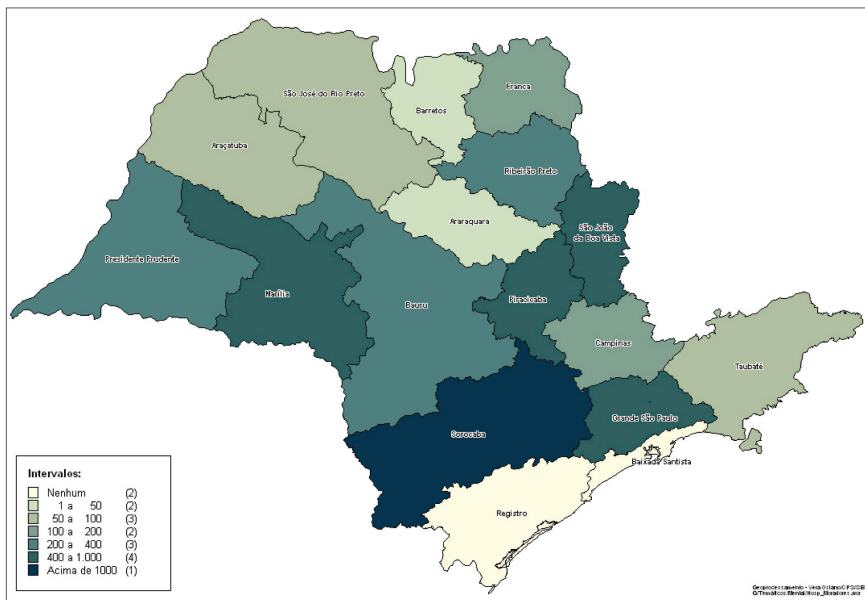 São José do Rio Preto
Barretos
Franca
Araçatuba
Ribeirão Preto
Araraquara
São João
da Boa Vista
Presidente Prudente
Marília
Bauru
Piracicaba
Campinas
Taubaté
Grande São Paulo
Sorocaba
Baixada Santista
Registro
Intervalos:
Nenhum (2)
1 a 50 (2)
50 a 100 (3)
100 a 200 (2)
200 a 400 (3)
400 a 1.000 (4)
Acima de 1000 (1)
Geoprocessamento - Vera